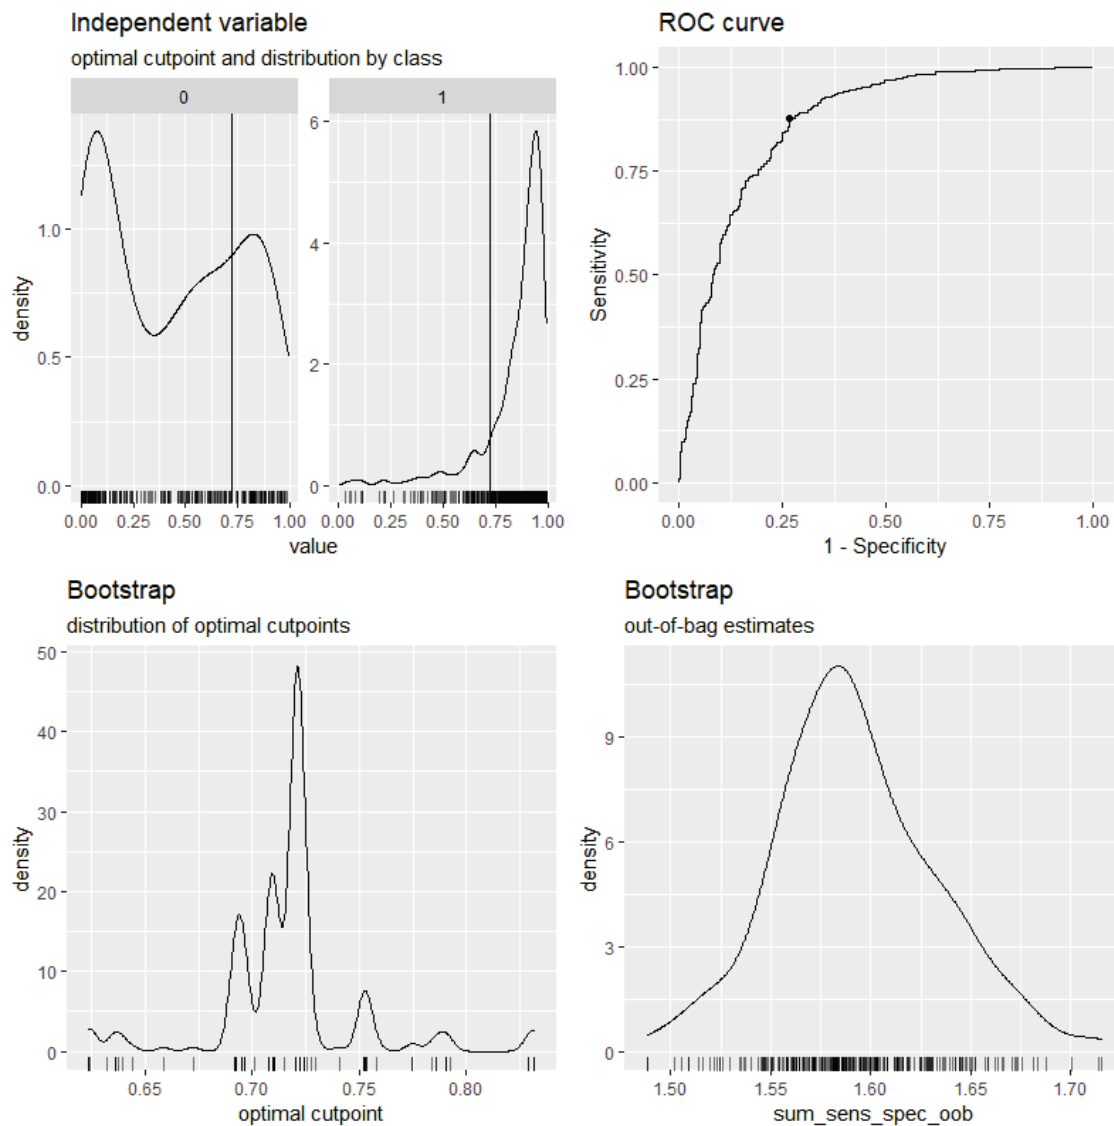 Independent variable
optimal cutpoint and distribution by class
0
1
density
1.0
0.5
0.0
6
4
2
0
0.00 0.25 0.50 0.75 1.00
0.00 0.25 0.50 0.75 1.00
value
ROC curve
Sensitivity
1.00
0.75
0.50
0.25
0.00
0.00 0.25 0.50 0.75 1.00
1 - Specificity
Bootstrap
distribution of optimal cutpoints
density
50
40
30
20
10
0
0.65 0.70 0.75 0.80
optimal cutpoint
Bootstrap
out-of-bag estimates
density
9
6
3
0
1.50 1.55 1.60 1.65 1.70
sum_sens_spec_oob